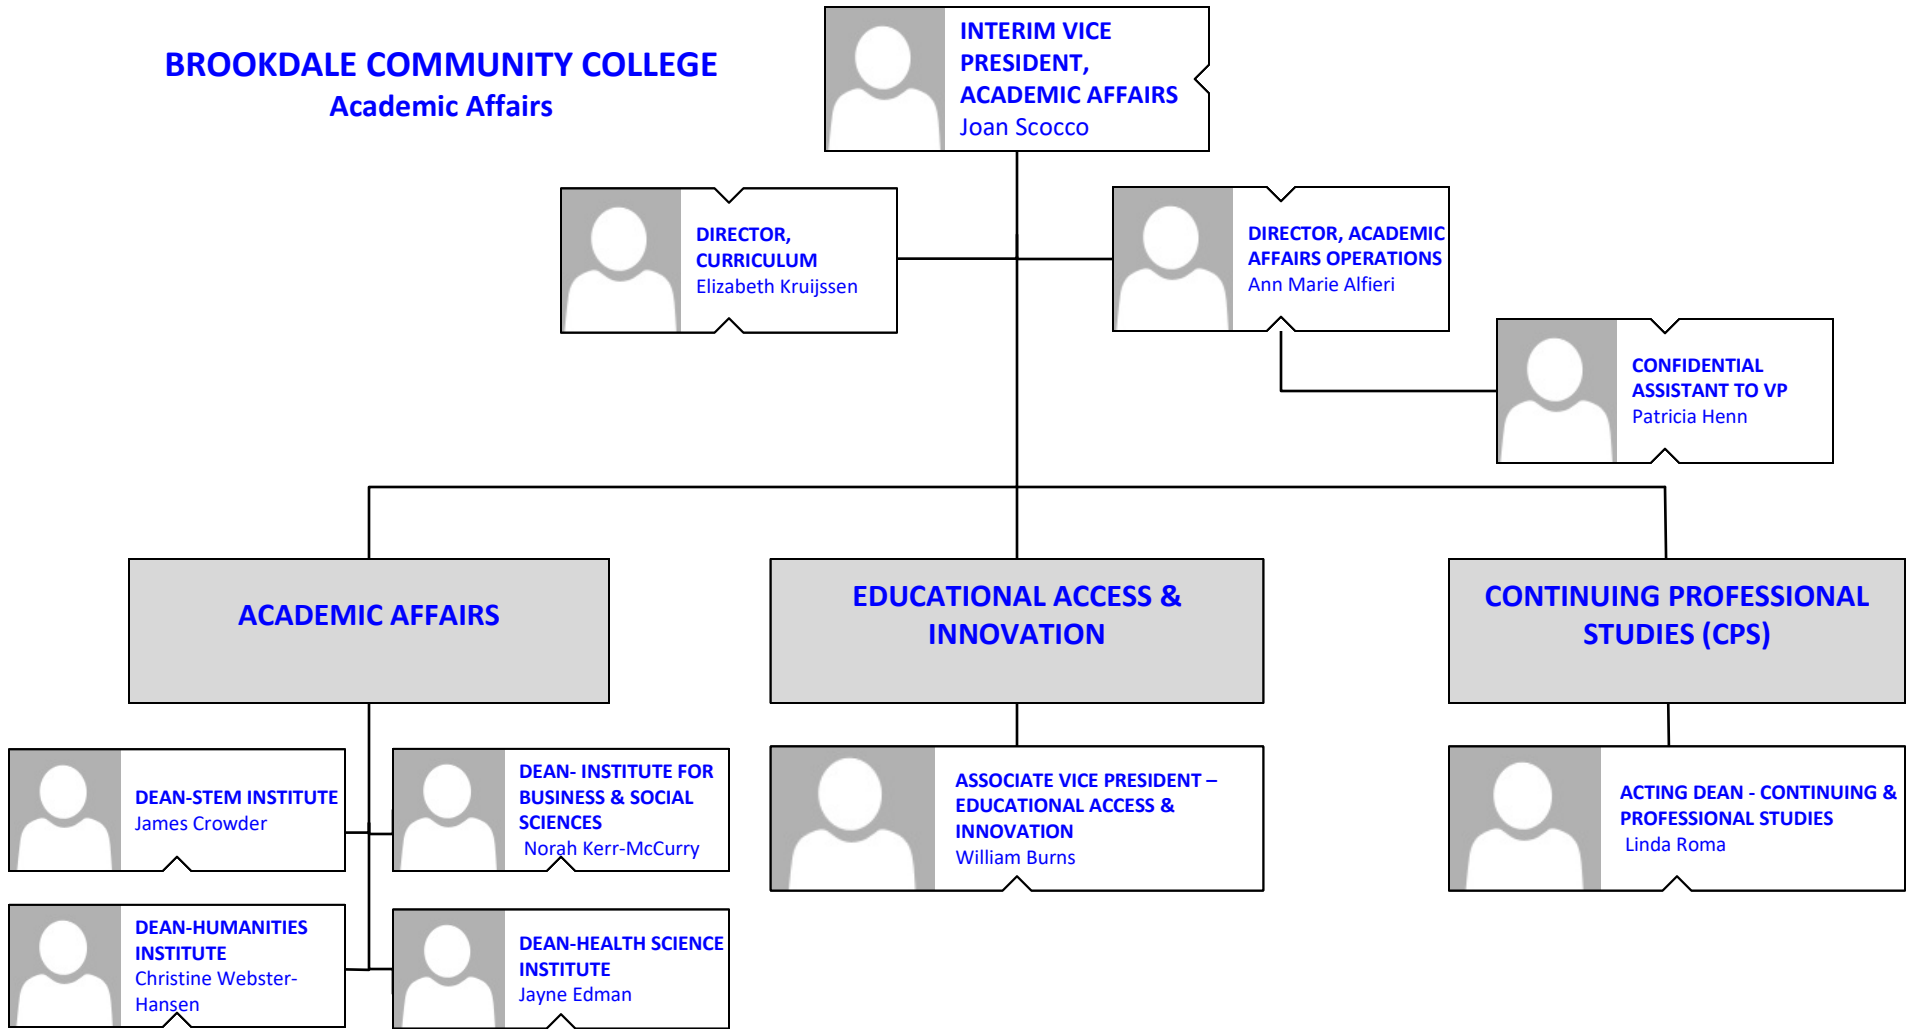 BROOKDALE COMMUNITY COLLEGE
Academic Affairs
INTERIM VICE
PRESIDENT,
ACADEMIC AFFAIRS
Joan Scocco
DIRECTOR,
CURRICULUM
Elizabeth Kruijssen
DIRECTOR, ACADEMIC
AFFAIRS OPERATIONS
Ann Marie Alfieri
CONFIDENTIAL
ASSISTANT TO VP
Patricia Henn
ACADEMIC AFFAIRS
EDUCATIONAL ACCESS &
INNOVATION
CONTINUING PROFESSIONAL
STUDIES (CPS)
DEAN-STEM INSTITUTE
James Crowder
DEAN- INSTITUTE FOR
BUSINESS & SOCIAL
SCIENCES
Norah Kerr-McCurry
ASSOCIATE VICE PRESIDENT –
EDUCATIONAL ACCESS &
INNOVATION
William Burns
ACTING DEAN - CONTINUING &
PROFESSIONAL STUDIES
Linda Roma
DEAN-HUMANITIES
INSTITUTE
Christine Webster-
Hansen
DEAN-HEALTH SCIENCE
INSTITUTE
Jayne Edman